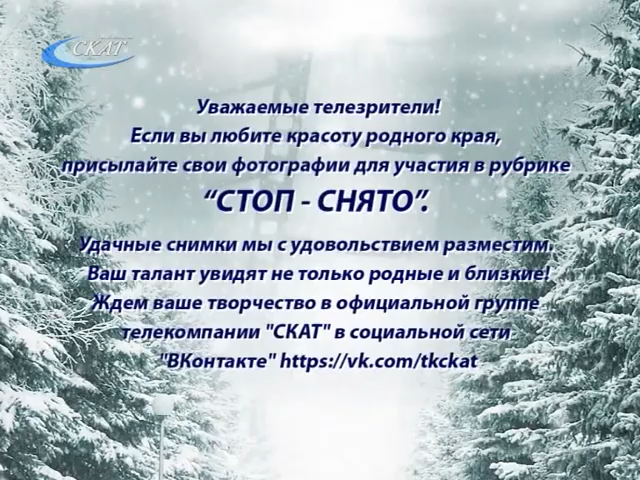 СКАТ
Уважаемые телезрители!
Если вы любите красоту родного края,
присылайте свои фотографии для участия в рубрике
“СТОП - СНЯТО”.
Удачные снимки мы с удовольствием разместим.
Ваш талант увидят не только родные и близкие!
Ждем ваше творчество в официальной группе
телекомпании "СКАТ" в социальной сети
"ВКонтакте" https://vk.com/tkckat